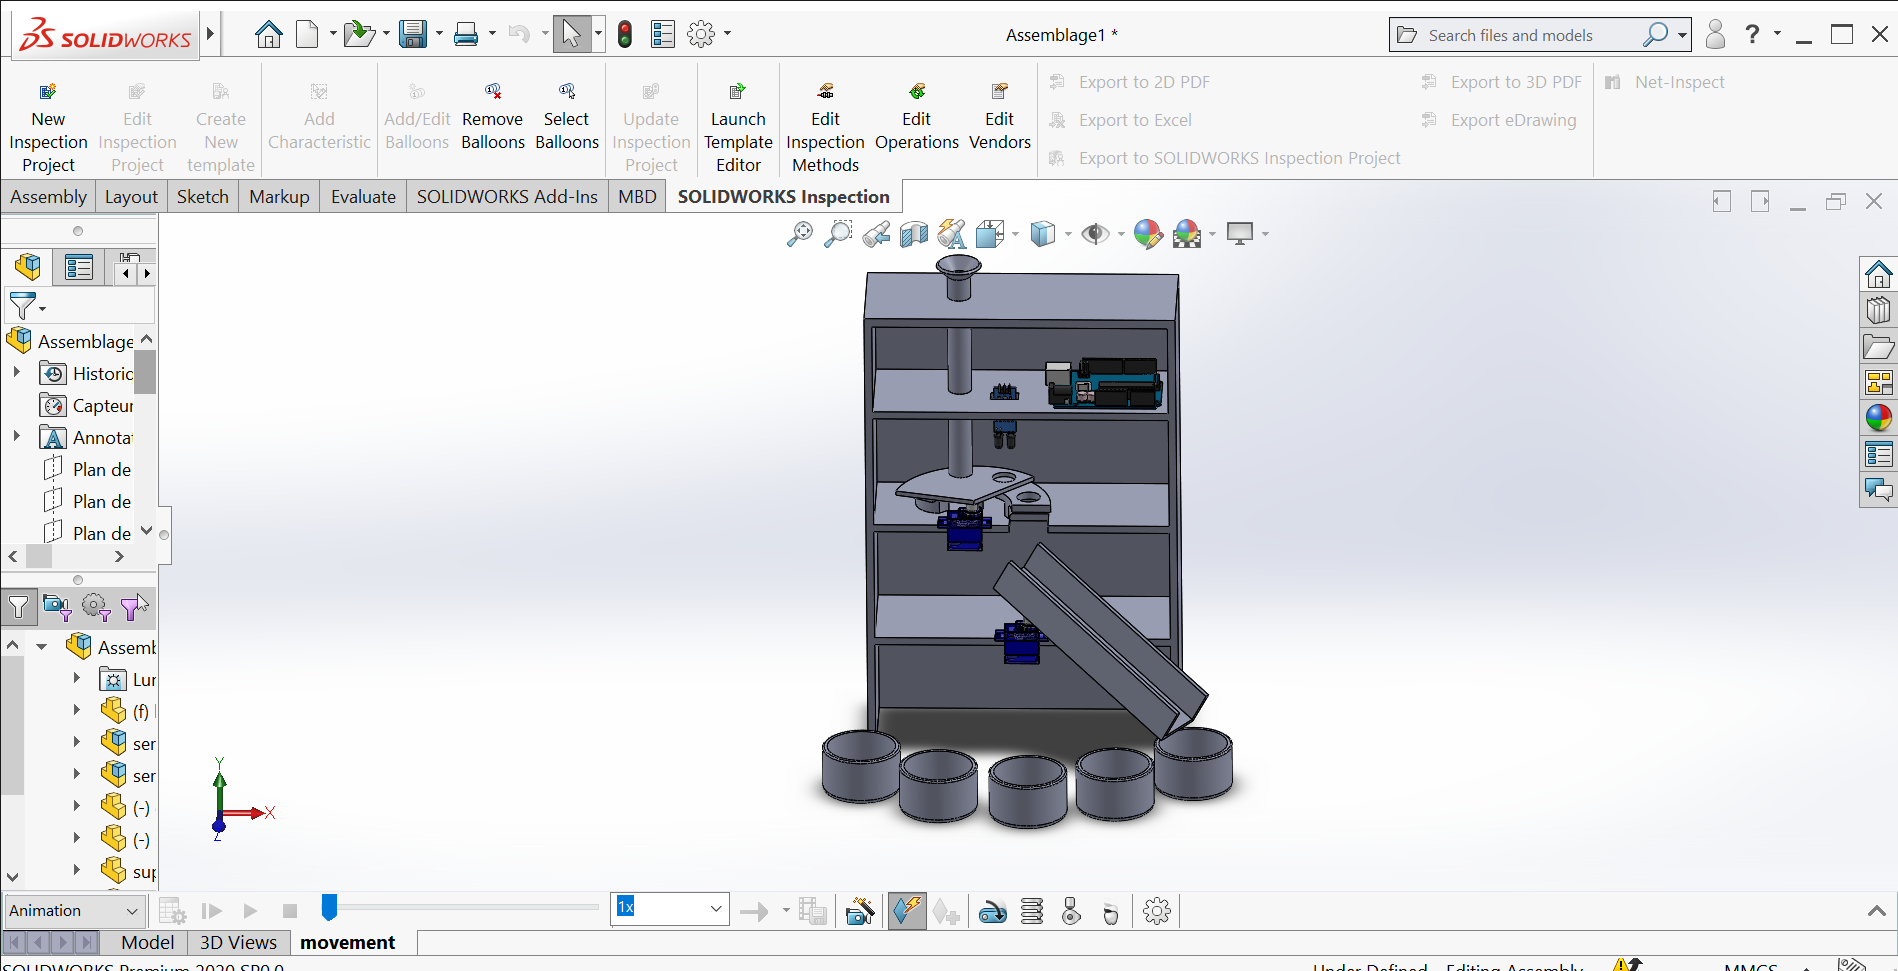 SOLIDWORKS
Assemblage1 *
Search files and models
?
New Inspection Project
Edit Inspection Project
Create New template
Add Characteristic
Add/Edit Balloons
Remove Balloons
Select Balloons
Update Inspection Project
Launch Template Editor
Edit Inspection Methods
Edit Operations
Edit Vendors
Export to 2D PDF
Export to Excel
Export to SOLIDWORKS Inspection Project
Export to 3D PDF
Export eDrawing
Net-Inspect
Assembly
Layout
Sketch
Markup
Evaluate
SOLIDWORKS Add-Ins
MBD
SOLIDWORKS Inspection
Assemblage
Historic
Capteur
Annotat
Plan de
Plan de
Plan de
Assemb
Lur
(f)
ser
ser
(-)
(-)
sup
Y
X
Z
Animation
1x
Model
3D Views
movement
SOLIDWORKS Premium 2020 SP0.0
Under Defined
Editing Assembly
MMGS